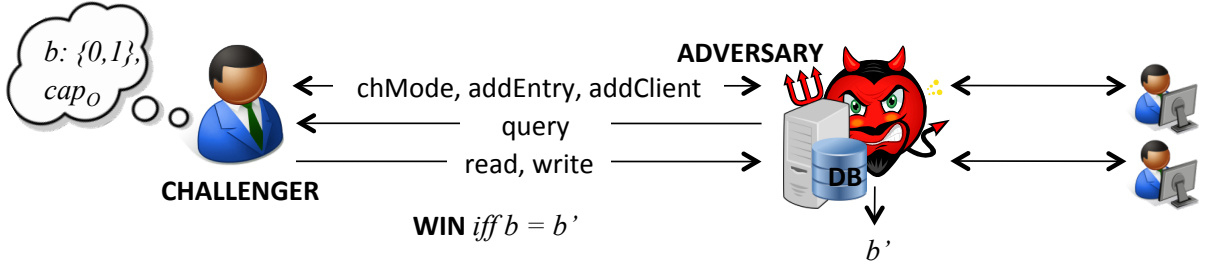 b: {0,1},
cap_O
ADVERSARY
chMode, addEntry, addClient
query
read, write
CHALLENGER
DB
WIN iff b = b’
b’